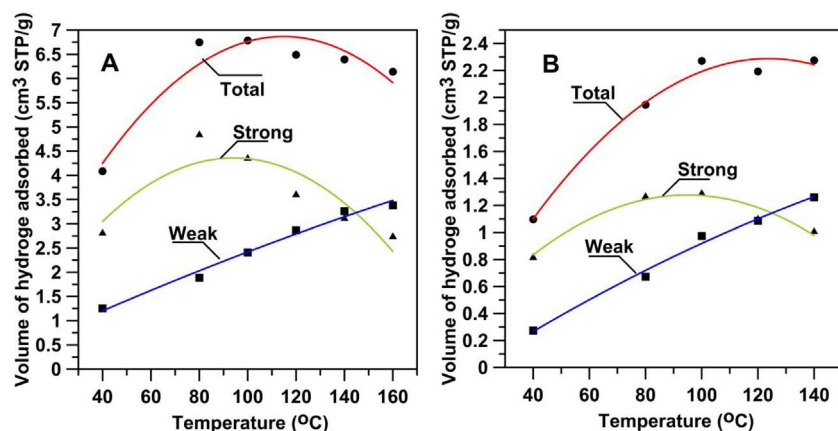 A
Volume of hydroge adsorbed (cm3 STP/g)
7
6.5
6
5.5
5
4.5
4
3.5
3
2.5
2
1.5
1
0.5
0
Total
Strong
Weak
40 60 80 100 120 140 160
Temperature (OC)
B
Volume of hydroge adsorbed (cm3 STP/g)
2.4
2.2
2
1.8
1.6
1.4
1.2
1
0.8
0.6
0.4
0.2
0
Total
Strong
Weak
40 60 80 100 120 140
Temperature (OC)